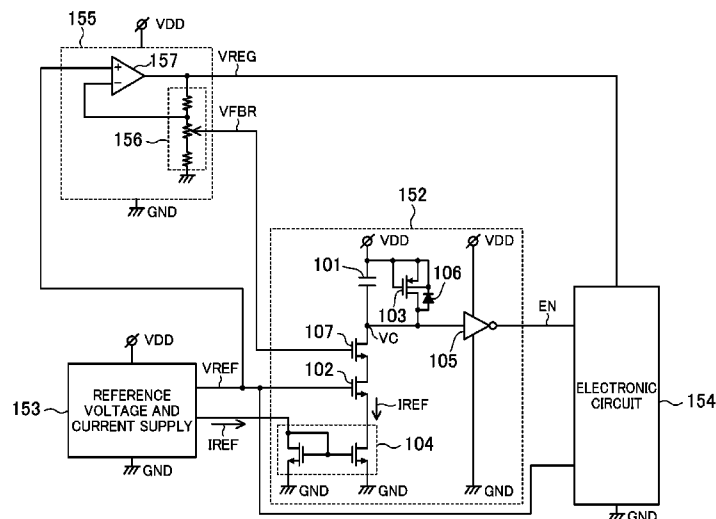 155
VDD
157
+
−
VREG
VFBR
156
GND
152
VDD
VDD
101
106
103
107
VC
105
EN
VDD
VREF
102
153
REFERENCE
VOLTAGE AND
CURRENT SUPPLY
IREF
IREF
104
ELECTRONIC
CIRCUIT
154
GND
GND
GND
GND
GND